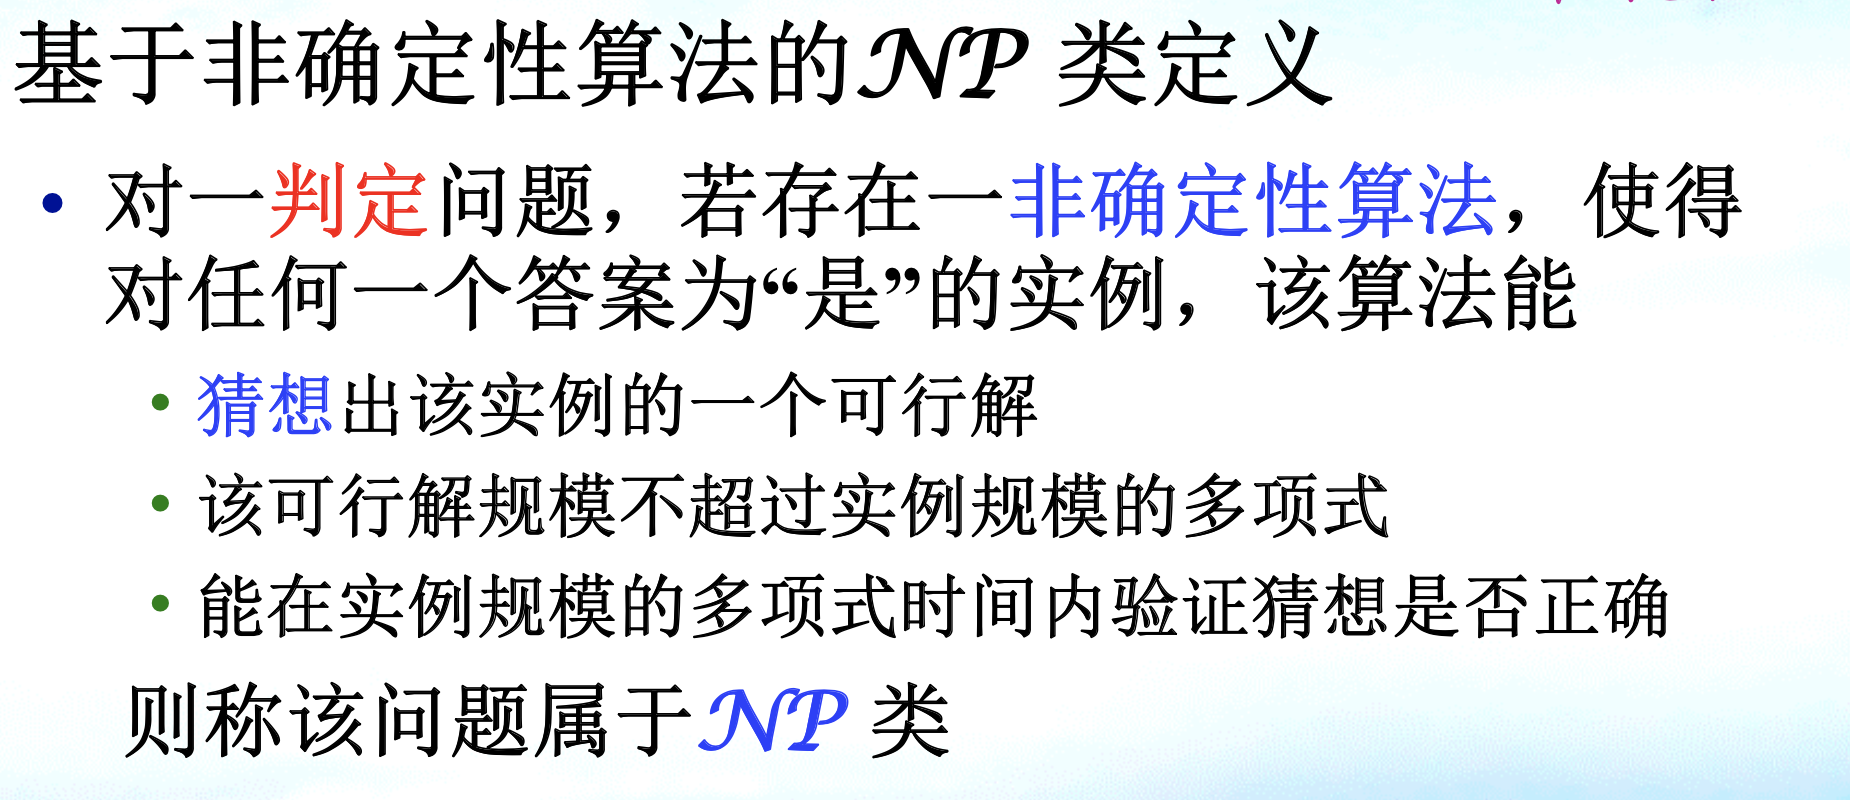 基于非确定性算法的NP 类定义
• 对一判定问题，若存在一非确定性算法，使得
对任何一个答案为“是”的实例，该算法能
• 猜想出该实例的一个可行解
• 该可行解规模不超过实例规模的多项式
• 能在实例规模的多项式时间内验证猜想是否正确
则称该问题属于NP 类